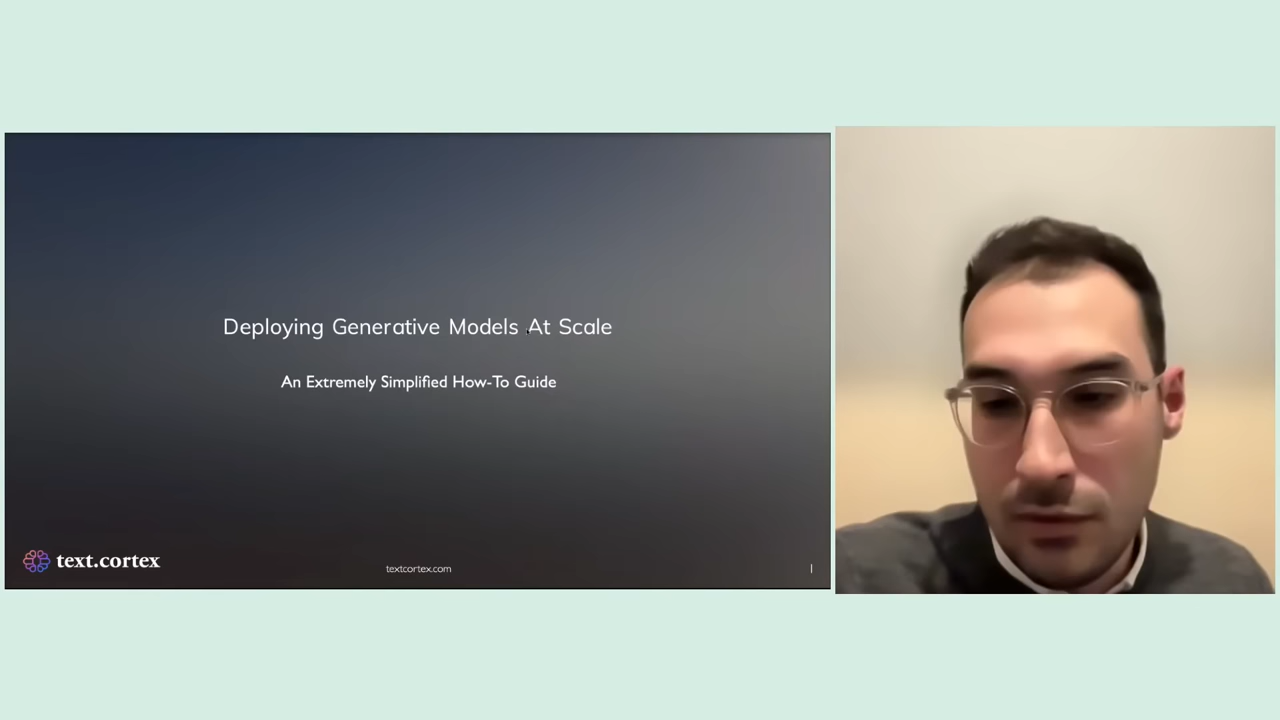 Deploying Generative Models At Scale
An Extremely Simplified How-To Guide
text.cortex
textcortex.com
1